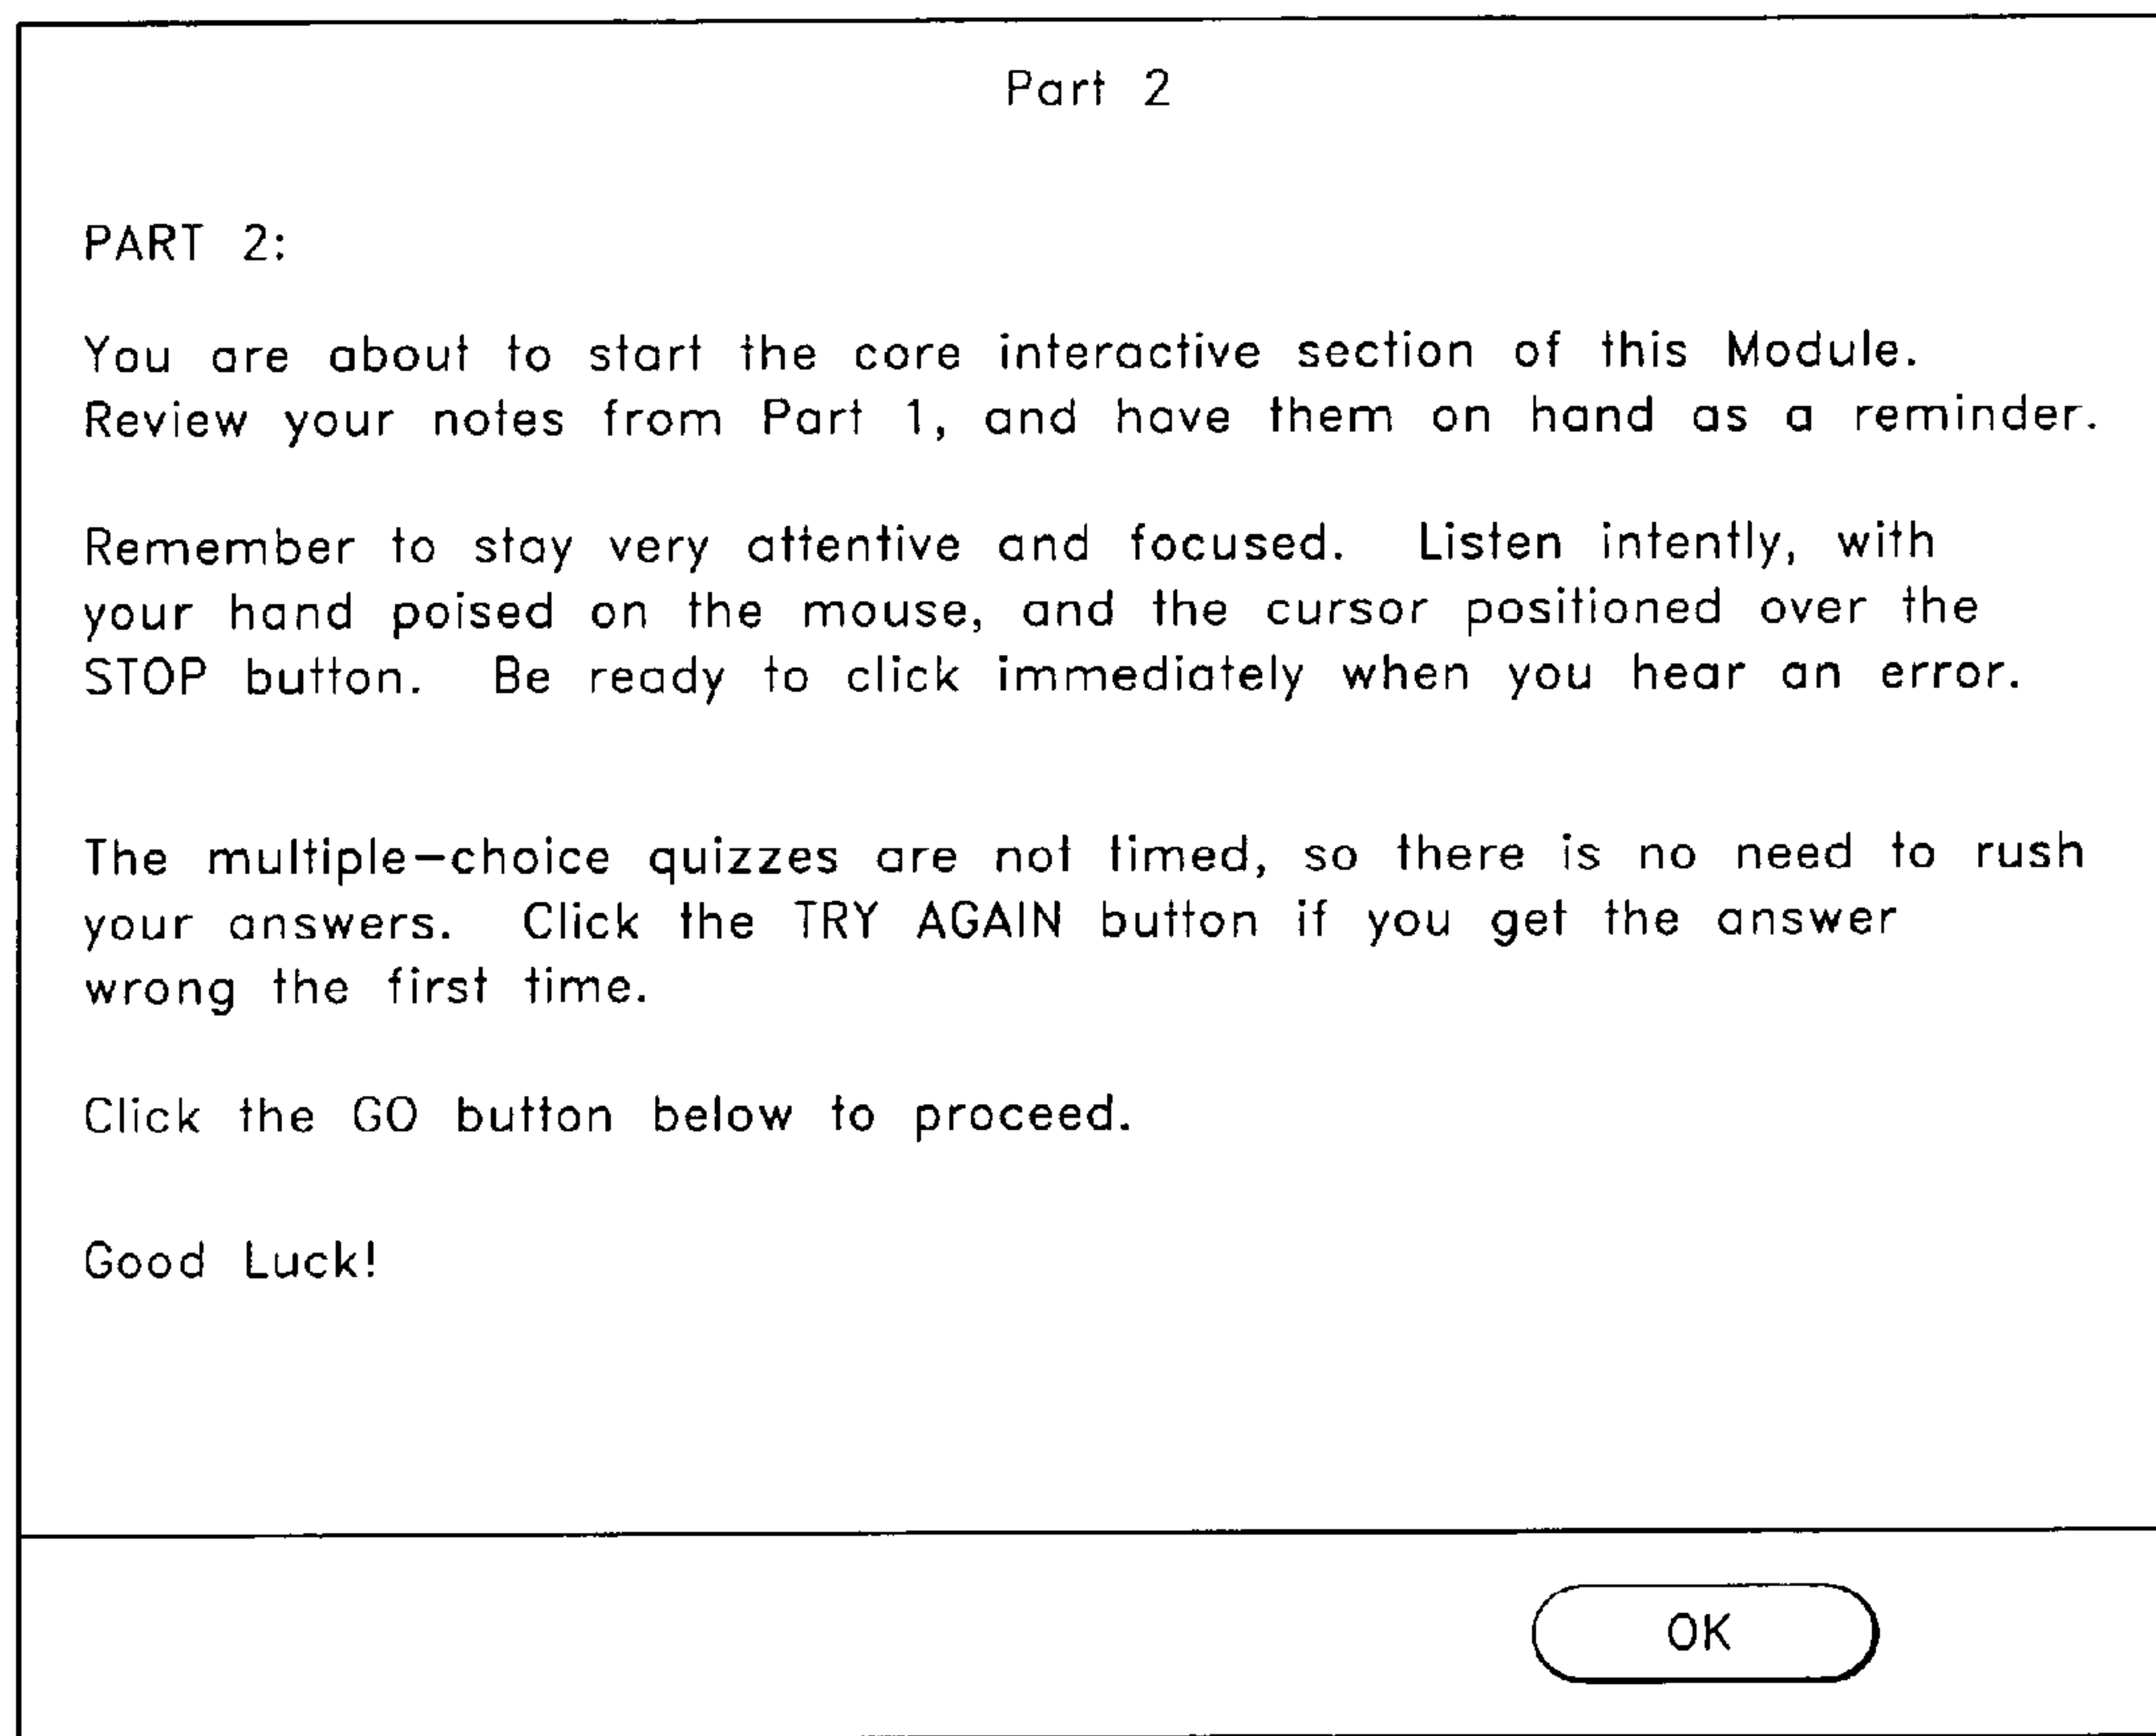 Part 2
PART 2:
You are about to start the core interactive section of this Module.
Review your notes from Part 1, and have them on hand as a reminder.
Remember to stay very attentive and focused. Listen intently, with
your hand poised on the mouse, and the cursor positioned over the
STOP button. Be ready to click immediately when you hear an error.
The multiple-choice quizzes are not timed, so there is no need to rush
your answers. Click the TRY AGAIN button if you get the answer
wrong the first time.
Click the GO button below to proceed.
Good Luck!
OK